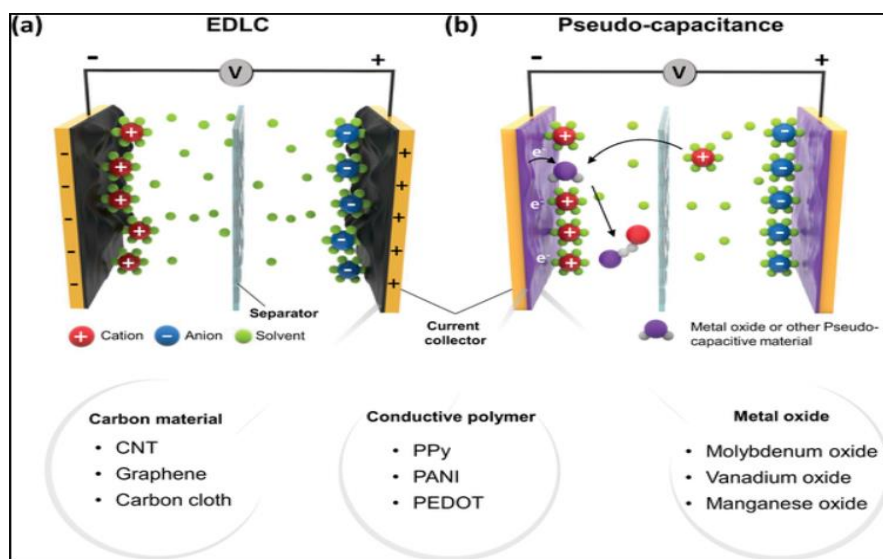 (a) EDLC
(b) Pseudo-capacitance
- V +
- V +
+
+
+
+
+
-
-
-
-
-
-
-
-
-
-
-
+
+
+
+
+
e-
e-
e-
+
+
+
+
-
-
-
-
-
Separator
Current
collector
+ Cation - Anion Solvent
Metal oxide or other Pseudo-
capacitive material
Carbon material
• CNT
• Graphene
• Carbon cloth
Conductive polymer
• PPy
• PANI
• PEDOT
Metal oxide
• Molybdenum oxide
• Vanadium oxide
• Manganese oxide